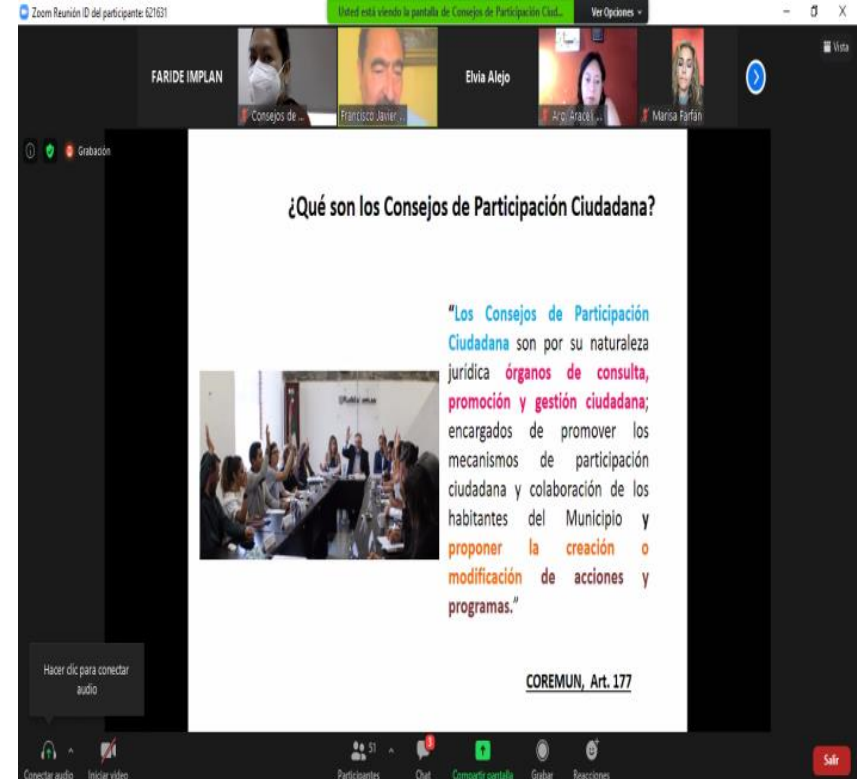 Zoom Reunión ID del participante: 621631
Usted está viendo la pantalla de Consejos de Participación Ciud...
Ver Opciones
Vista
FARIDE IMPLAN
Consejos de ...
Francisco Javier ...
Elvia Alejo
Arq. Araceli ...
Marisa Farfán
Grabación
¿Qué son los Consejos de Participación Ciudadana?
"Los Consejos de Participación
Ciudadana son por su naturaleza
jurídica órganos de consulta,
promoción y gestión ciudadana;
encargados de promover los
mecanismos de participación
ciudadana y colaboración de los
habitantes del Municipio y
proponer la creación o
modificación de acciones y
programas."
COREMUN, Art. 177
Hacer clic para conectar
audio
Conectar audio
Iniciar video
51
Participantes
3
Chat
Compartir pantalla
Grabar
Reacciones
Salir